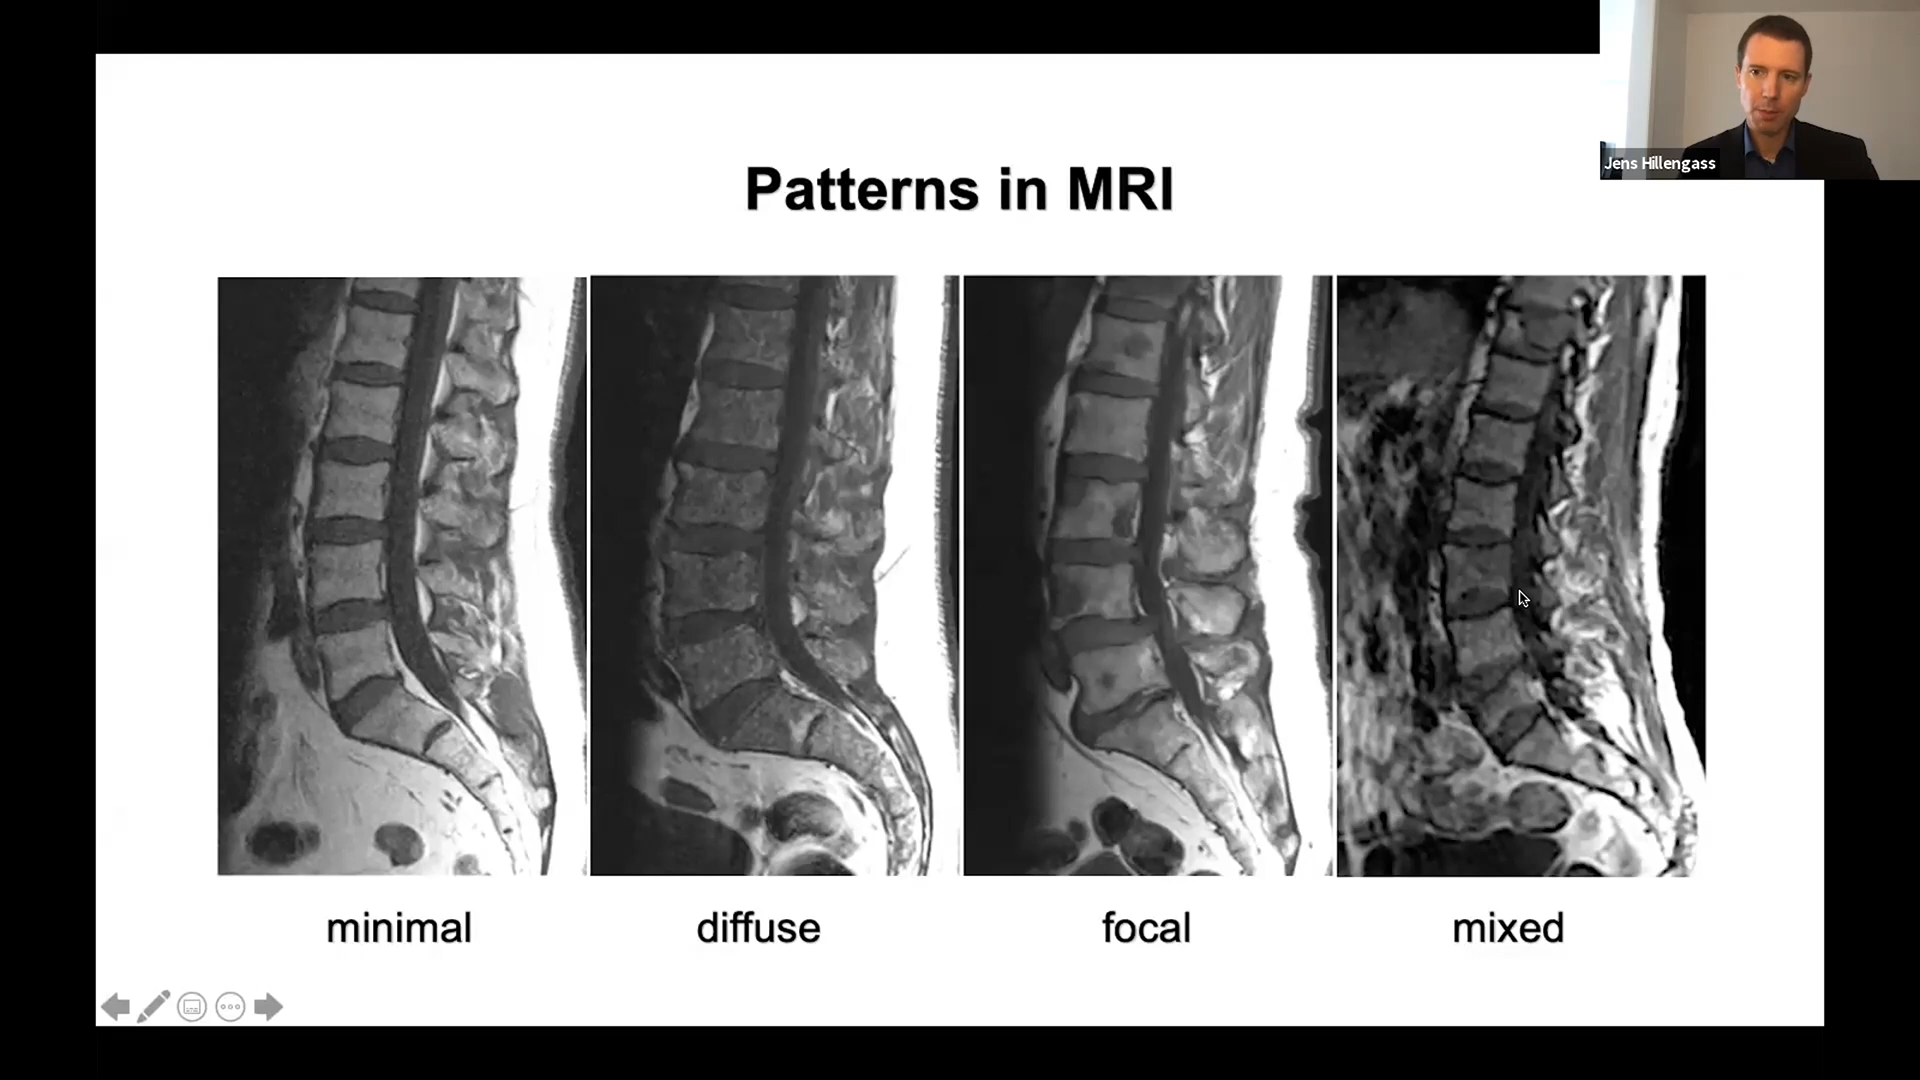 Patterns in MRI
Jens Hillengass
minimal
diffuse
focal
mixed